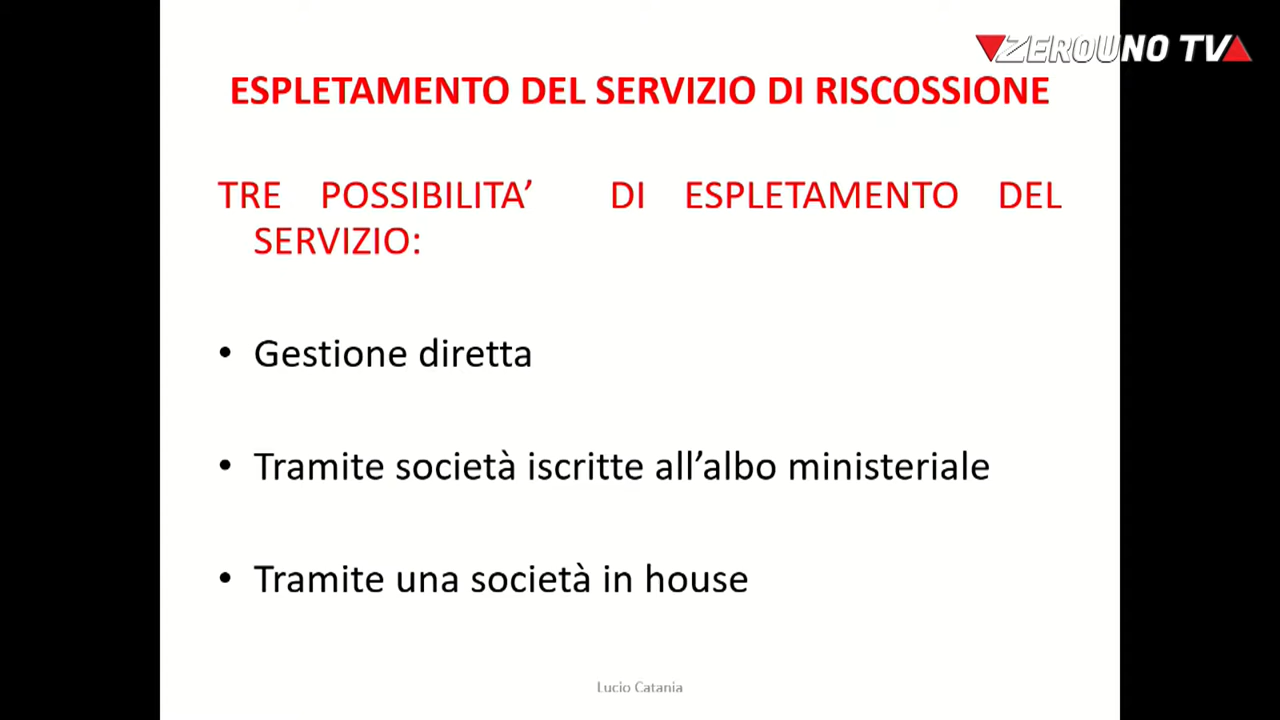 ZEROUNO TV
ESPLETAMENTO DEL SERVIZIO DI RISCOSSIONE
TRE POSSIBILITA’ DI ESPLETAMENTO DEL
SERVIZIO:
• Gestione diretta
• Tramite società iscritte all’albo ministeriale
• Tramite una società in house
Lucio Catania